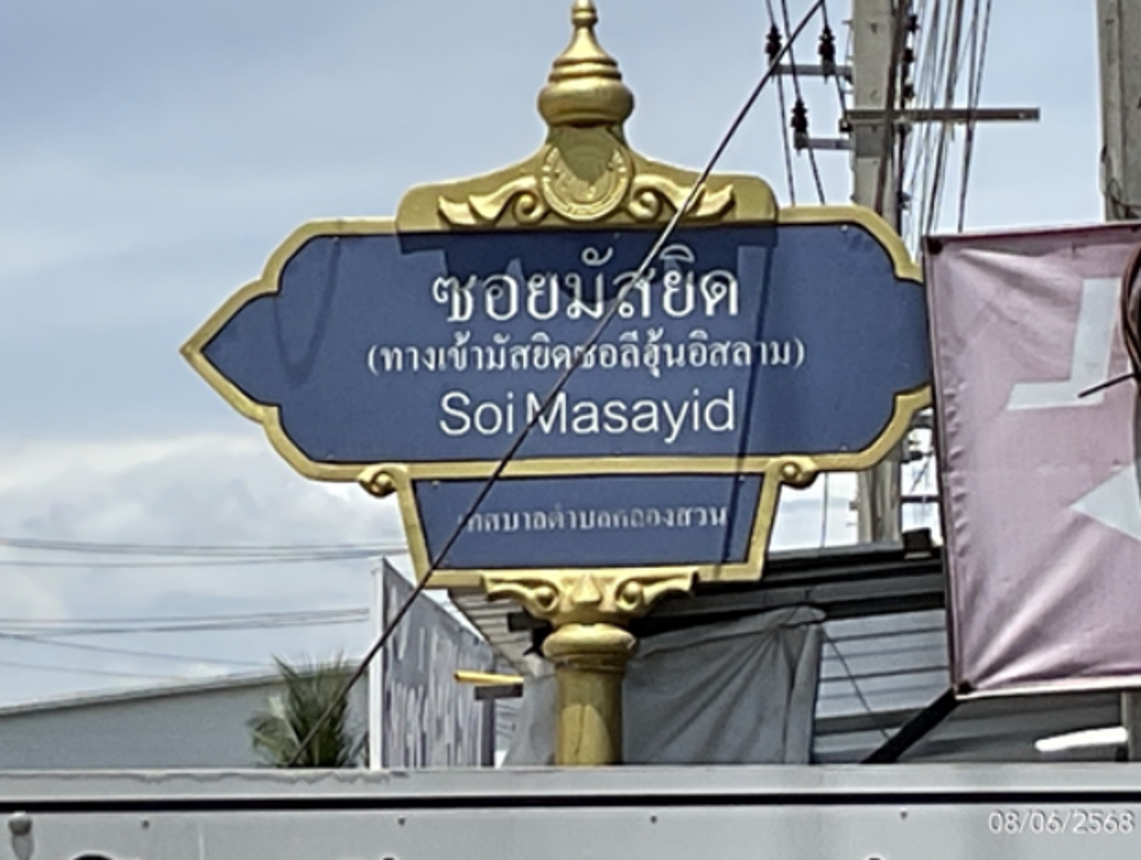 ซอยมัสยิด
(ทางเข้ามัสยิดซอลีฮุ้นอิสลาม)
Soi Masayid
เทศบาลตำบลคลองสวน
08/06/2568